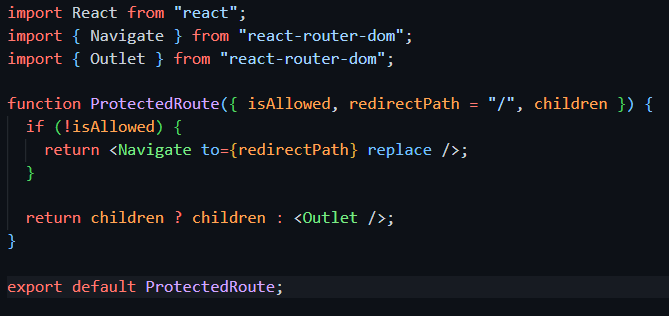 import React from "react";
import { Navigate } from "react-router-dom";
import { Outlet } from "react-router-dom";
function ProtectedRoute({ isAllowed, redirectPath = "/", children }) {
if (!isAllowed) {
return <Navigate to={redirectPath} replace />;
}
return children ? children : <Outlet />;
}
export default ProtectedRoute;